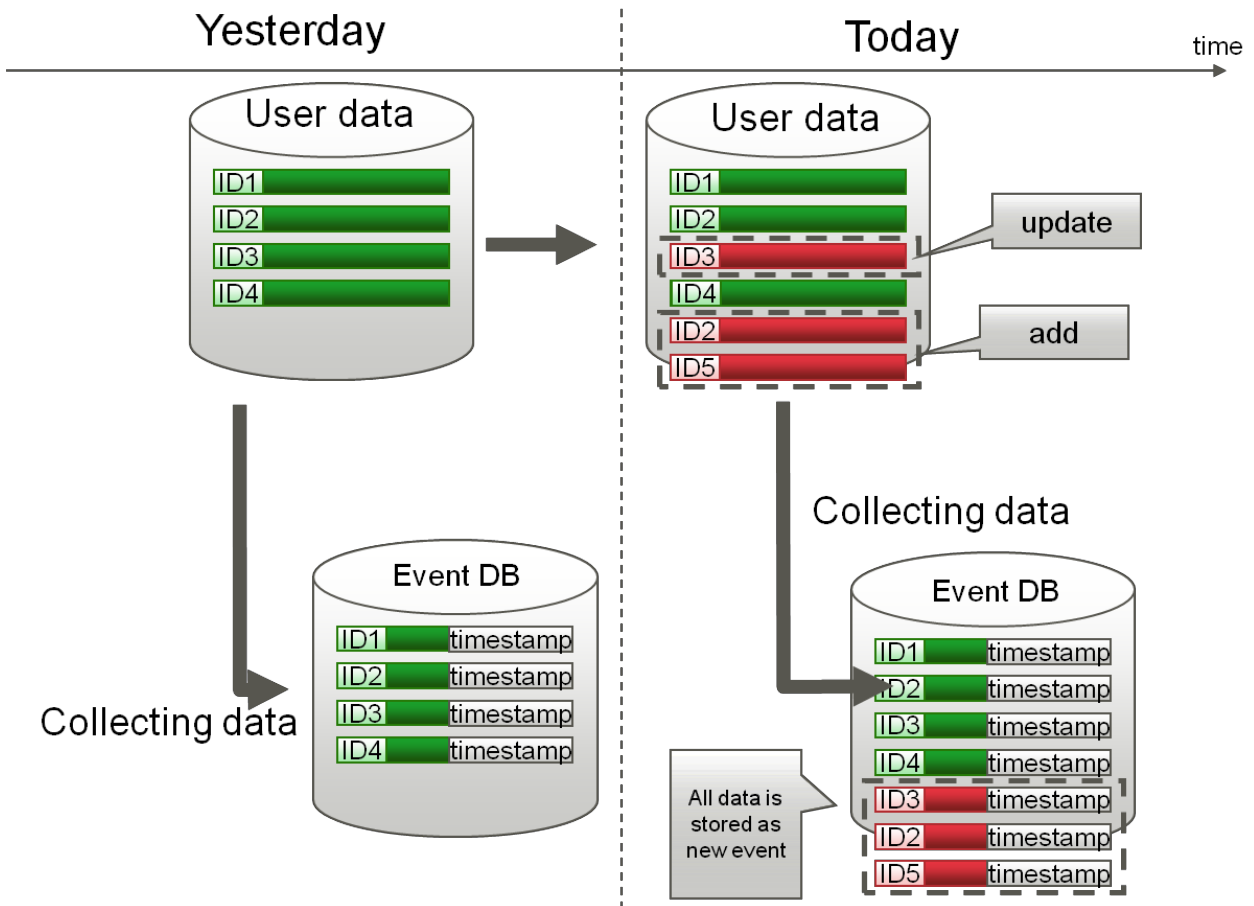 Yesterday
Today
time
User data
ID1
ID2
ID3
ID4
User data
ID1
ID2
ID3
ID4
ID2
ID5
update
add
Collecting data
Event DB
ID1 timestamp
ID2 timestamp
ID3 timestamp
ID4 timestamp
Collecting data
Event DB
ID1 timestamp
ID2 timestamp
ID3 timestamp
ID4 timestamp
ID3 timestamp
ID2 timestamp
ID5 timestamp
All data is
stored as
new event